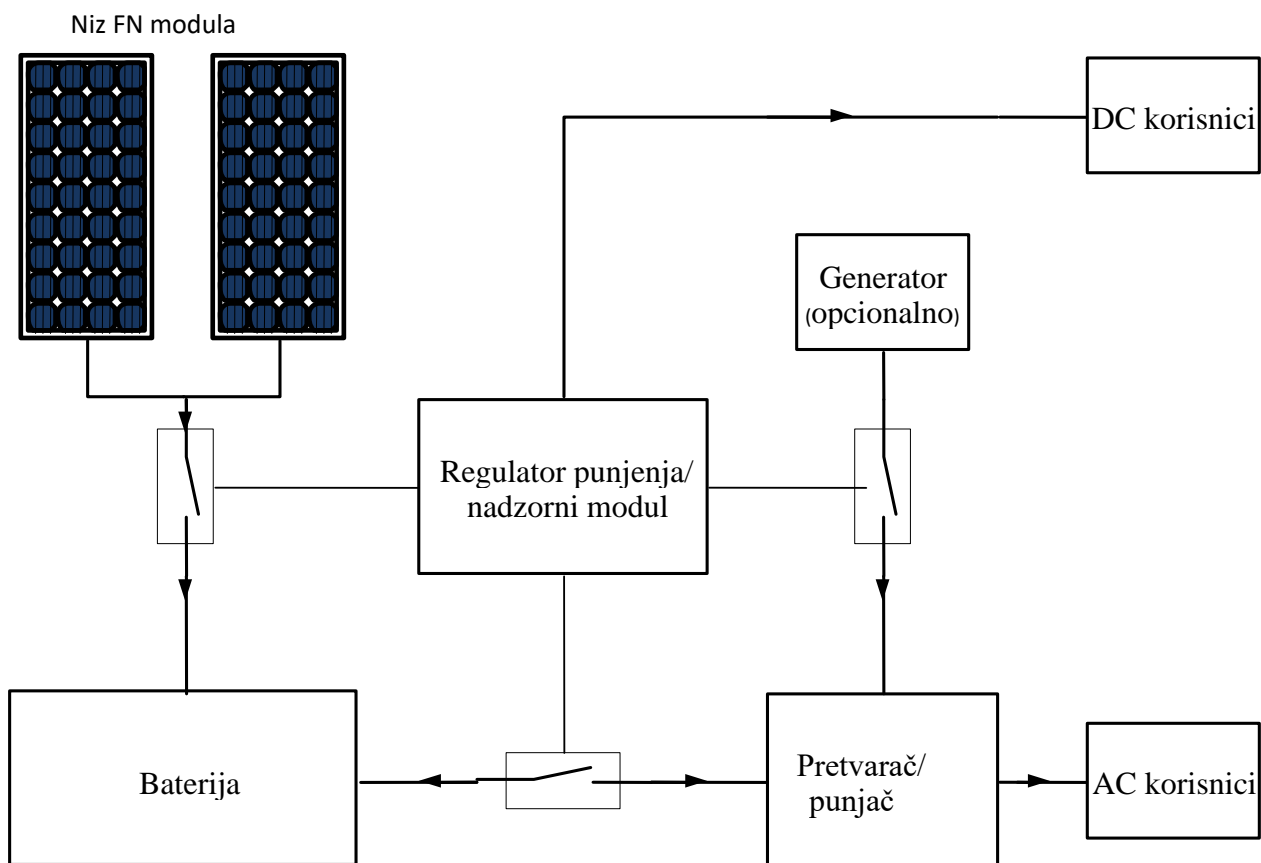 Niz FN modula
DC korisnici
Generator
(opcionalno)
Regulator punjenja/
nadzorni modul
Baterija
Pretvarač/
punjač
AC korisnici